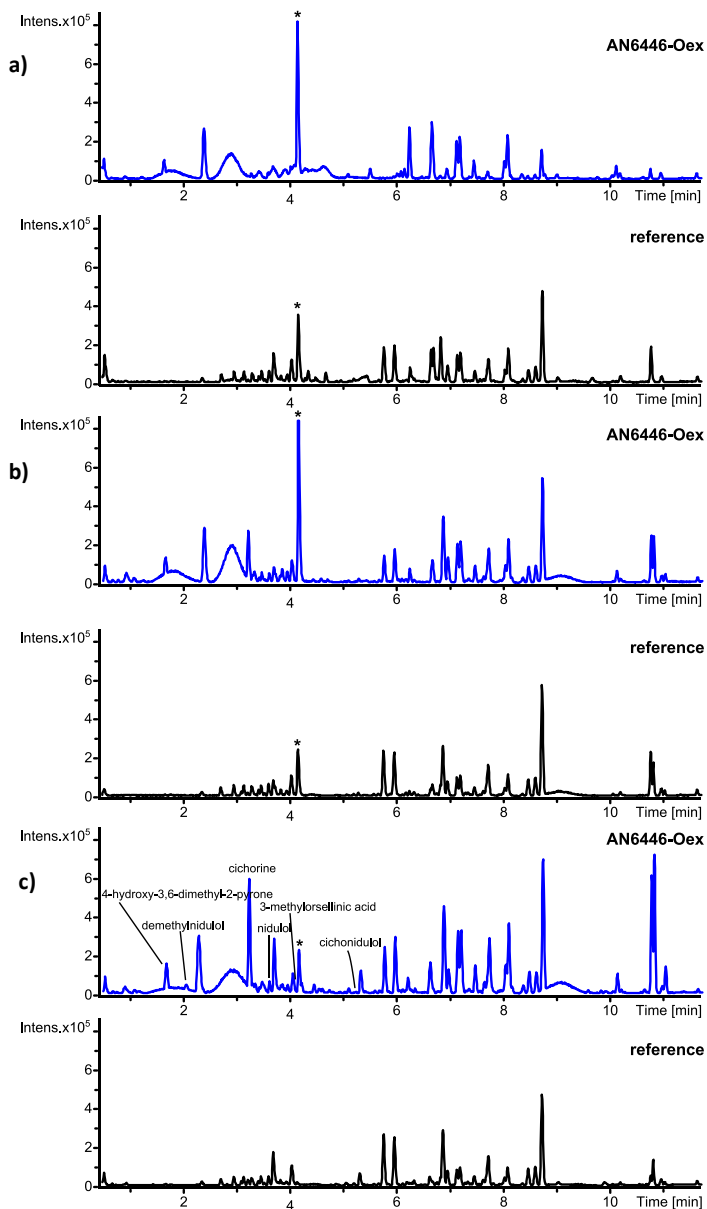 Intens.x10⁵
*
AN6446-Oex
a)
6
4
2
0
2
4
6
8
10
Time [min]
Intens.x10⁵
reference
6
*
4
2
0
2
4
6
8
10
Time [min]
Intens.x10⁵
*
AN6446-Oex
b)
6
4
2
0
2
4
6
8
10
Time [min]
Intens.x10⁵
reference
6
4
*
2
0
2
4
6
8
10
Time [min]
Intens.x10⁵
AN6446-Oex
c)
cichorine
6
4-hydroxy-3,6-dimethyl-2-pyrone
3-methylorsellinic acid
demethylnidulol
nidulol
*
cichonidulol
4
2
0
2
4
6
8
10
Time [min]
Intens.x10⁵
reference
6
4
2
0
2
4
6
8
10
Time [min]